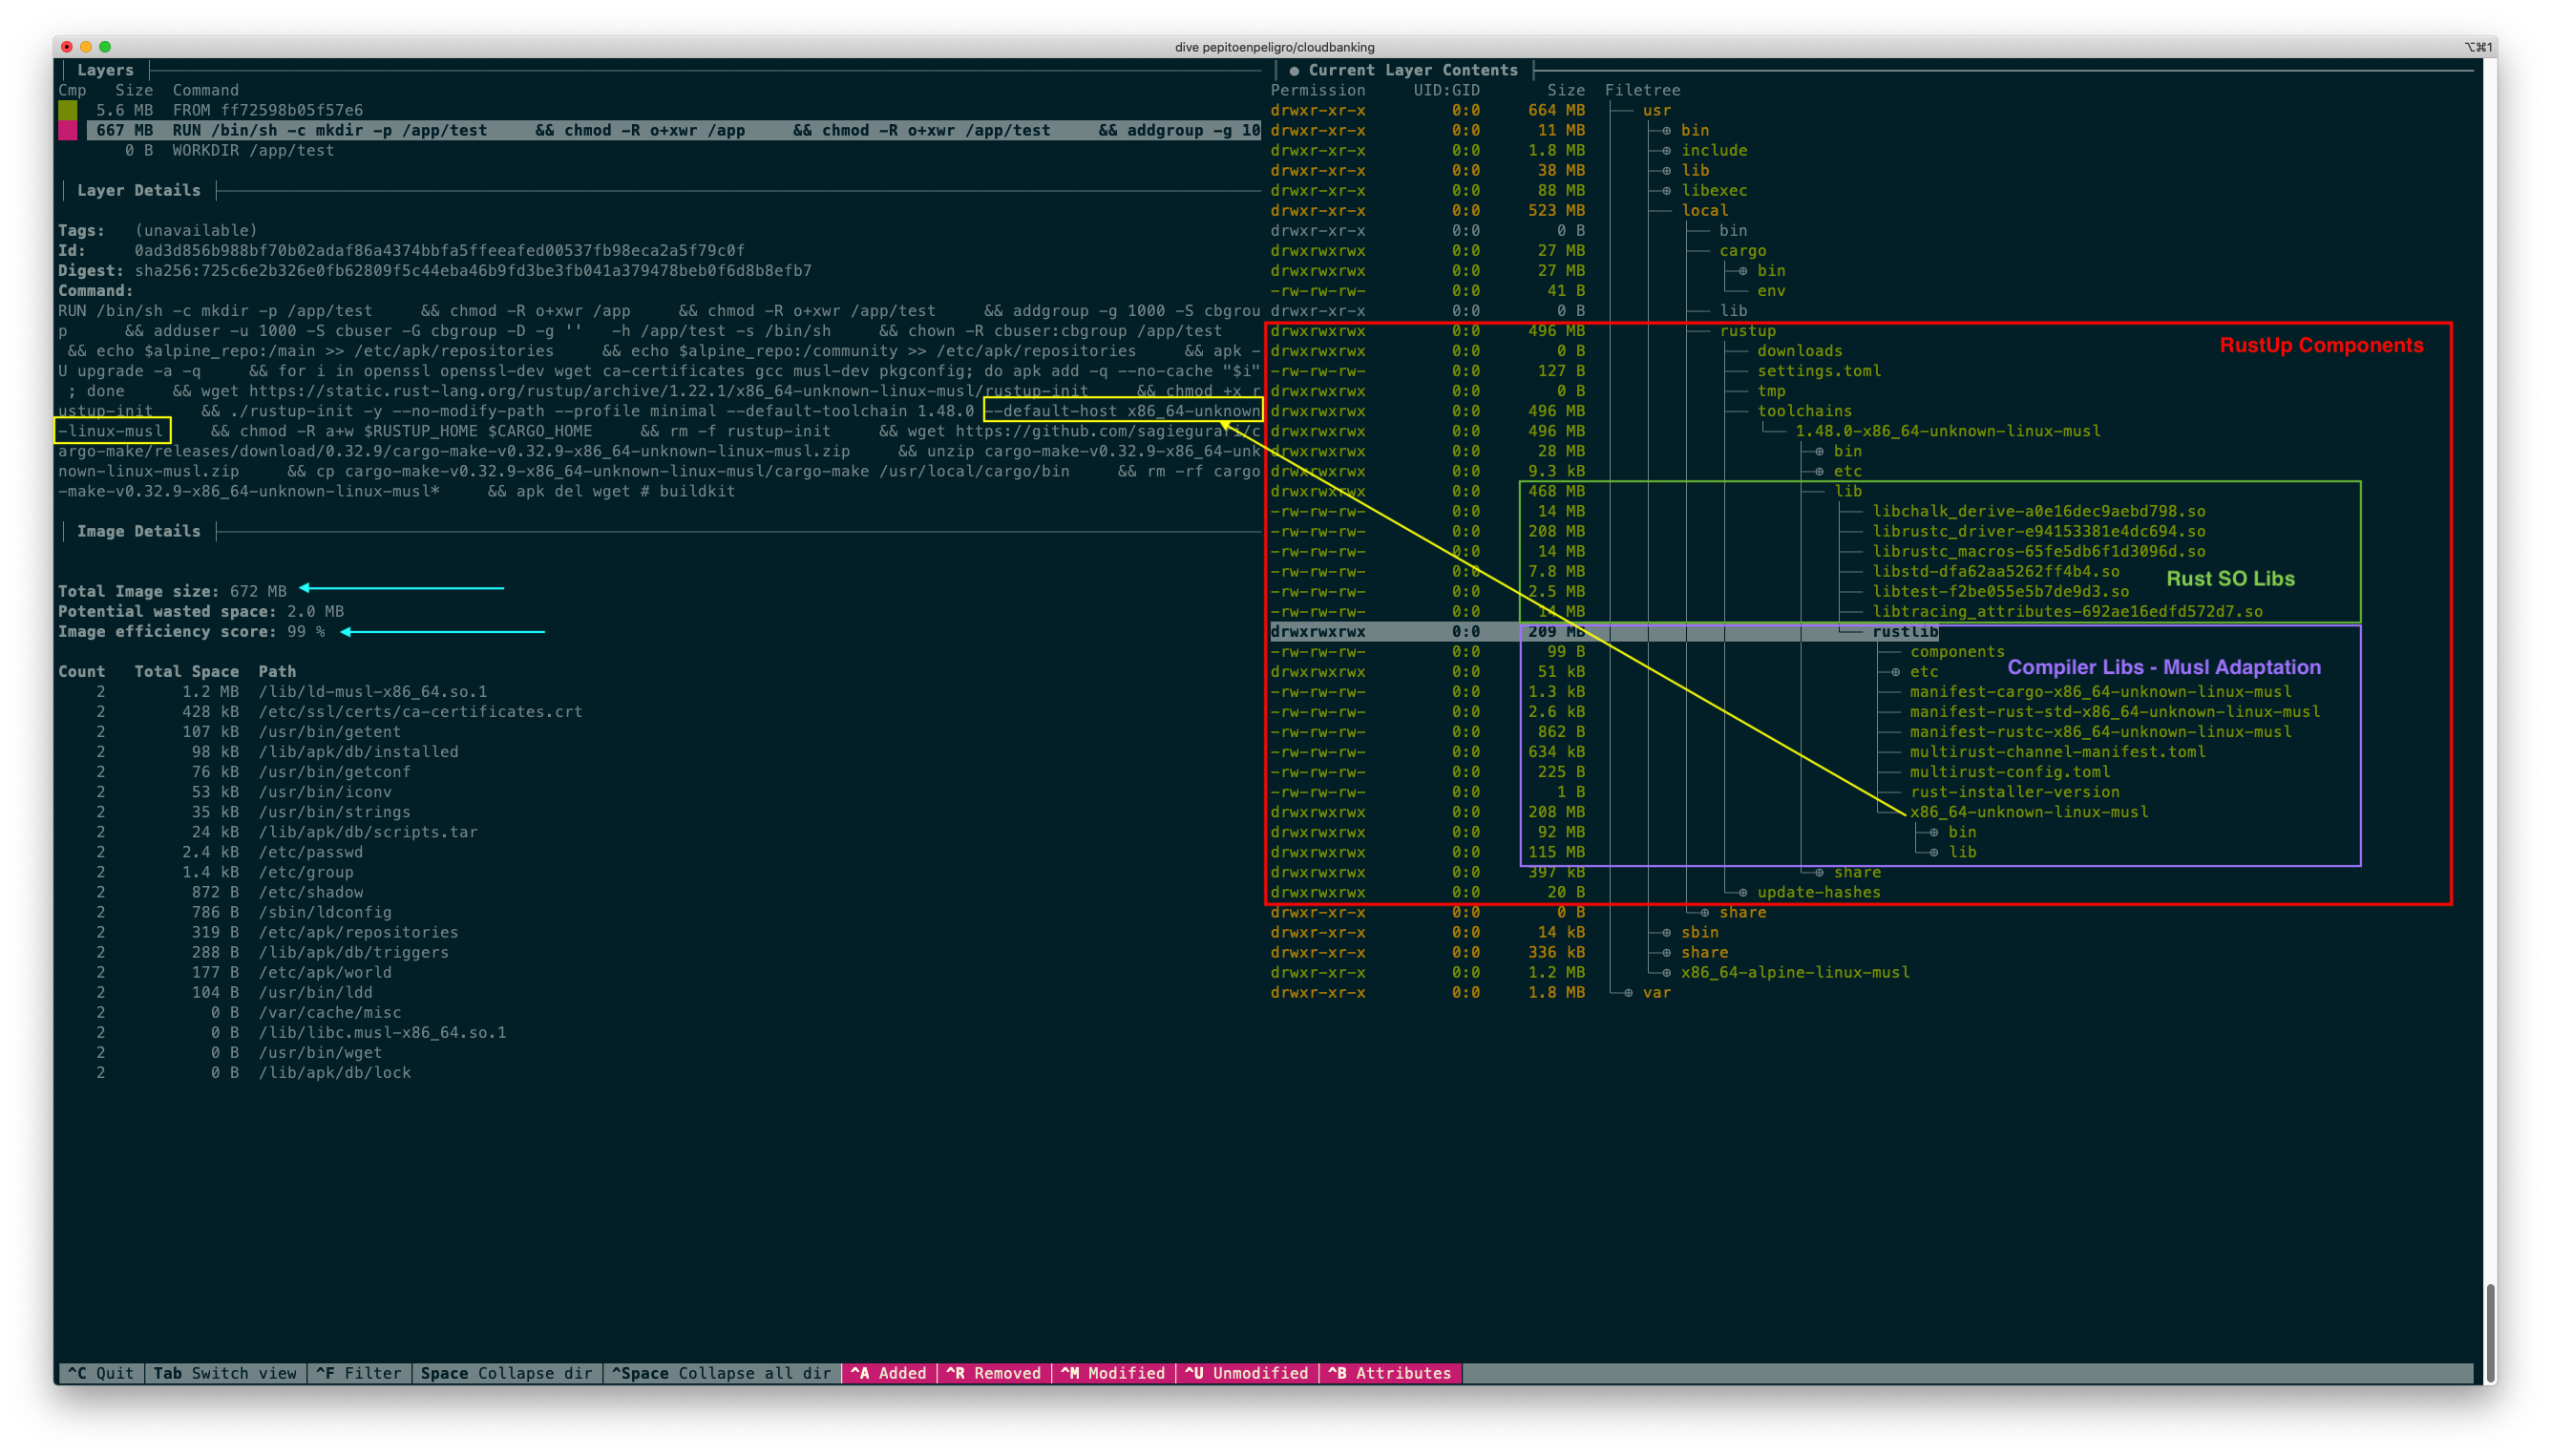 dive pepitoenpeligro/cloudbanking
⌥⌘1
Layers
Cmp Size Command
5.6 MB FROM ff72598b05f57e6
667 MB RUN /bin/sh -c mkdir -p /app/test && chmod -R o+xwr /app && chmod -R o+xwr /app/test && addgroup -g 10
0 B WORKDIR /app/test
Layer Details
Tags: (unavailable)
Id: 0ad3d856b988bf70b02adaf86a4374bbfa5ffeeafed00537fb98eca2a5f79c0f
Digest: sha256:725c6e2b326e0fb62809f5c44eba46b9fd3be3fb041a379478beb0f6d8b8efb7
Command:
RUN /bin/sh -c mkdir -p /app/test && chmod -R o+xwr /app && chmod -R o+xwr /app/test && addgroup -g 1000 -S cbgrou
p && adduser -u 1000 -S cbuser -G cbgroup -D -g '' -h /app/test -s /bin/sh && chown -R cbuser:cbgroup /app/test
&& echo $alpine_repo:/main >> /etc/apk/repositories && echo $alpine_repo:/community >> /etc/apk/repositories && apk -
U upgrade -a -q && for i in openssl openssl-dev wget ca-certificates gcc musl-dev pkgconfig; do apk add -q --no-cache "$i"
; done && wget https://static.rust-lang.org/rustup/archive/1.22.1/x86_64-unknown-linux-musl/rustup-init && chmod +x r
ustup-init && ./rustup-init -y --no-modify-path --profile minimal --default-toolchain 1.48.0 --default-host x86_64-unknown
-linux-musl && chmod -R a+w $RUSTUP_HOME $CARGO_HOME && rm -f rustup-init && wget https://github.com/sagiegurari/c
argo-make/releases/download/0.32.9/cargo-make-v0.32.9-x86_64-unknown-linux-musl.zip && unzip cargo-make-v0.32.9-x86_64-unk
nown-linux-musl.zip && cp cargo-make-v0.32.9-x86_64-unknown-linux-musl/cargo-make /usr/local/cargo/bin && rm -rf cargo
-make-v0.32.9-x86_64-unknown-linux-musl* && apk del wget # buildkit
Image Details
Total Image size: 672 MB
Potential wasted space: 2.0 MB
Image efficiency score: 99 %
Count Total Space Path
2 1.2 MB /lib/ld-musl-x86_64.so.1
2 428 kB /etc/ssl/certs/ca-certificates.crt
2 107 kB /usr/bin/getent
2 98 kB /lib/apk/db/installed
2 76 kB /usr/bin/getconf
2 53 kB /usr/bin/iconv
2 35 kB /usr/bin/strings
2 24 kB /lib/apk/db/scripts.tar
2 2.4 kB /etc/passwd
2 1.4 kB /etc/group
2 872 B /etc/shadow
2 786 B /sbin/ldconfig
2 319 B /etc/apk/repositories
2 288 B /lib/apk/db/triggers
2 177 B /etc/apk/world
2 104 B /usr/bin/ldd
2 0 B /var/cache/misc
2 0 B /lib/libc.musl-x86_64.so.1
2 0 B /usr/bin/wget
2 0 B /lib/apk/db/lock
● Current Layer Contents
Permission UID:GID Size Filetree
drwxr-xr-x 0:0 664 MB usr
drwxr-xr-x 0:0 11 MB bin
drwxr-xr-x 0:0 1.8 MB include
drwxr-xr-x 0:0 38 MB lib
drwxr-xr-x 0:0 88 MB libexec
drwxr-xr-x 0:0 523 MB local
drwxr-xr-x 0:0 0 B bin
drwxrwxrwx 0:0 27 MB cargo
drwxrwxrwx 0:0 27 MB bin
-rw-rw-rw- 0:0 41 B env
drwxr-xr-x 0:0 0 B lib
drwxrwxrwx 0:0 496 MB rustup
RustUp Components
drwxrwxrwx 0:0 0 B downloads
-rw-rw-rw- 0:0 127 B settings.toml
drwxrwxrwx 0:0 0 B tmp
drwxrwxrwx 0:0 496 MB toolchains
drwxrwxrwx 0:0 496 MB 1.48.0-x86_64-unknown-linux-musl
drwxrwxrwx 0:0 28 MB bin
drwxrwxrwx 0:0 9.3 kB etc
drwxrwxrwx 0:0 468 MB lib
-rw-rw-rw- 0:0 14 MB libchalk_derive-a0e16dec9aebd798.so
-rw-rw-rw- 0:0 208 MB librustc_driver-e94153381e4dc694.so
-rw-rw-rw- 0:0 14 MB librustc_macros-65fe5db6f1d3096d.so
-rw-rw-rw- 0:0 7.8 MB libstd-dfa62aa5262ff4b4.so
Rust SO Libs
-rw-rw-rw- 0:0 2.5 MB libtest-f2be055e5b7de9d3.so
-rw-rw-rw- 0:0 14 MB libtracing_attributes-692ae16edfd572d7.so
drwxrwxrwx 0:0 209 MB rustlib
-rw-rw-rw- 0:0 99 B components
Compiler Libs - Musl Adaptation
drwxrwxrwx 0:0 51 kB etc
-rw-rw-rw- 0:0 1.3 kB manifest-cargo-x86_64-unknown-linux-musl
-rw-rw-rw- 0:0 2.6 kB manifest-rust-std-x86_64-unknown-linux-musl
-rw-rw-rw- 0:0 862 B manifest-rustc-x86_64-unknown-linux-musl
-rw-rw-rw- 0:0 634 kB multirust-channel-manifest.toml
-rw-rw-rw- 0:0 225 B multirust-config.toml
-rw-rw-rw- 0:0 1 B rust-installer-version
drwxrwxrwx 0:0 208 MB x86_64-unknown-linux-musl
drwxrwxrwx 0:0 92 MB bin
drwxrwxrwx 0:0 115 MB lib
drwxrwxrwx 0:0 397 kB share
drwxrwxrwx 0:0 20 B update-hashes
drwxr-xr-x 0:0 0 B share
drwxr-xr-x 0:0 14 kB sbin
drwxr-xr-x 0:0 336 kB share
drwxr-xr-x 0:0 1.2 MB x86_64-alpine-linux-musl
drwxr-xr-x 0:0 1.8 MB var
^C Quit Tab Switch view ^F Filter Space Collapse dir ^Space Collapse all dir ^A Added ^R Removed ^M Modified ^U Unmodified ^B Attributes